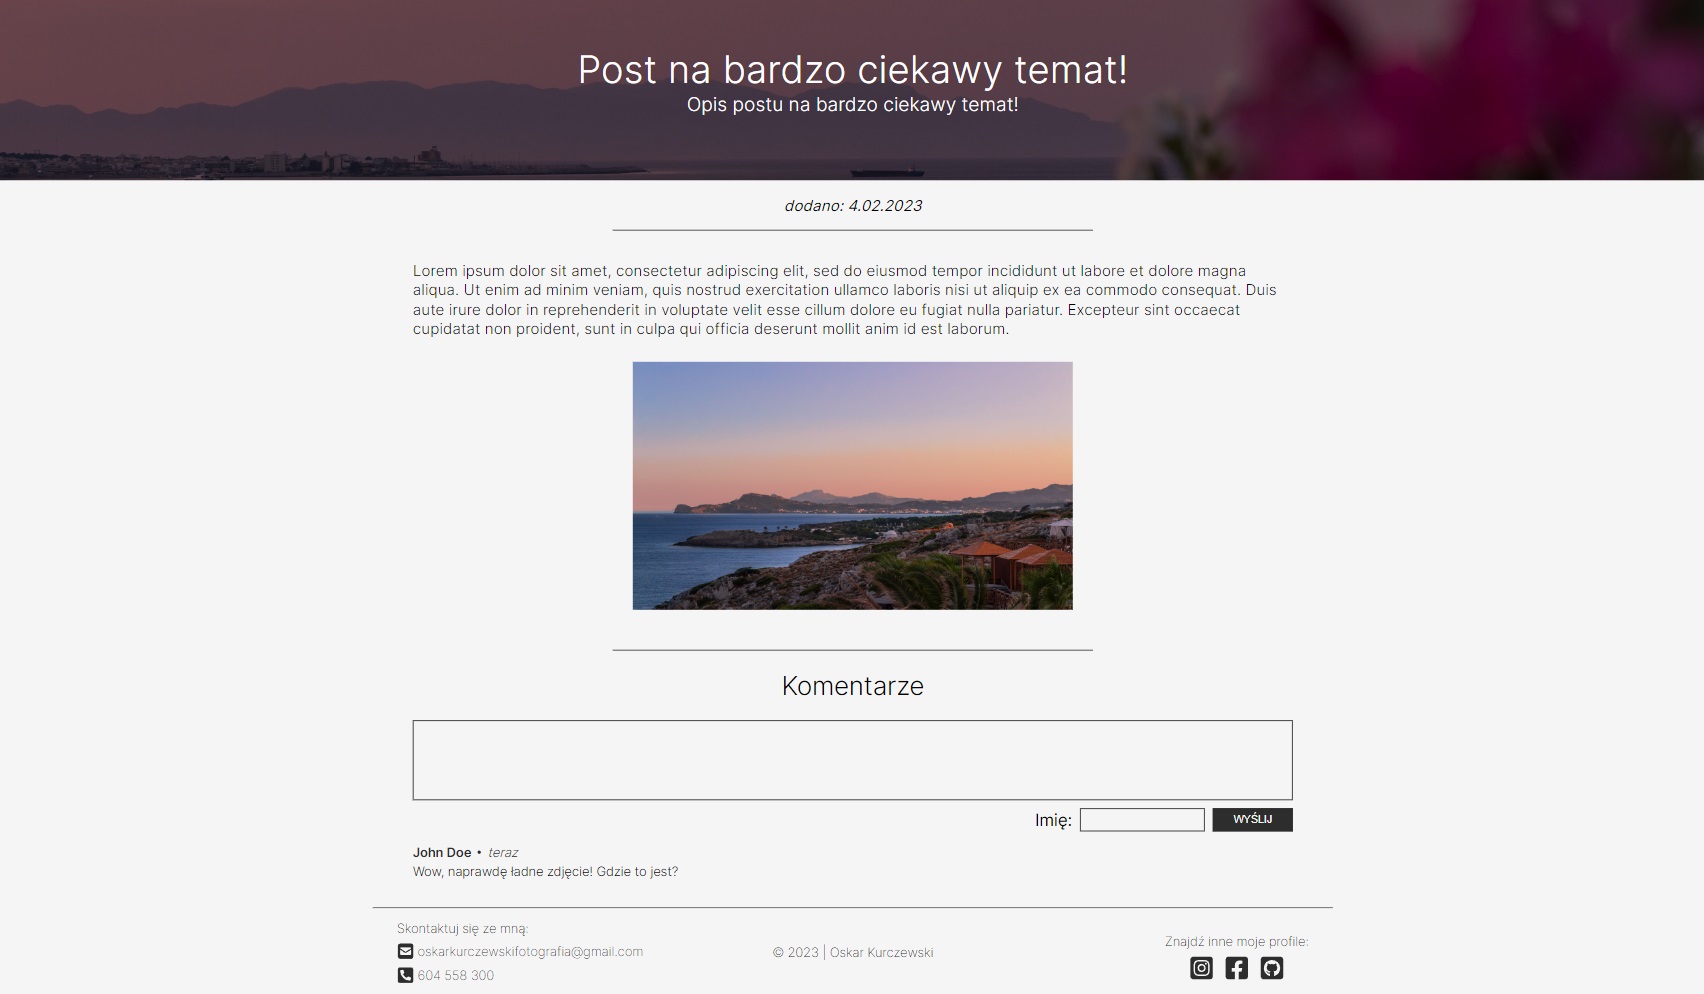 Post na bardzo ciekawy temat!
Opis postu na bardzo ciekawy temat!
dodano: 4.02.2023
Lorem ipsum dolor sit amet, consectetur adipiscing elit, sed do eiusmod tempor incididunt ut labore et dolore magna
aliqua. Ut enim ad minim veniam, quis nostrud exercitation ullamco laboris nisi ut aliquip ex ea commodo consequat. Duis
aute irure dolor in reprehenderit in voluptate velit esse cillum dolore eu fugiat nulla pariatur. Excepteur sint occaecat
cupidatat non proident, sunt in culpa qui officia deserunt mollit anim id est laborum.
Komentarze
Imię:
WYŚLIJ
John Doe • teraz
Wow, naprawdę ładne zdjęcie! Gdzie to jest?
Skontaktuj się ze mną:
oskarkurczewskifotografia@gmail.com
604 558 300
© 2023 | Oskar Kurczewski
Znajdź inne moje profile: